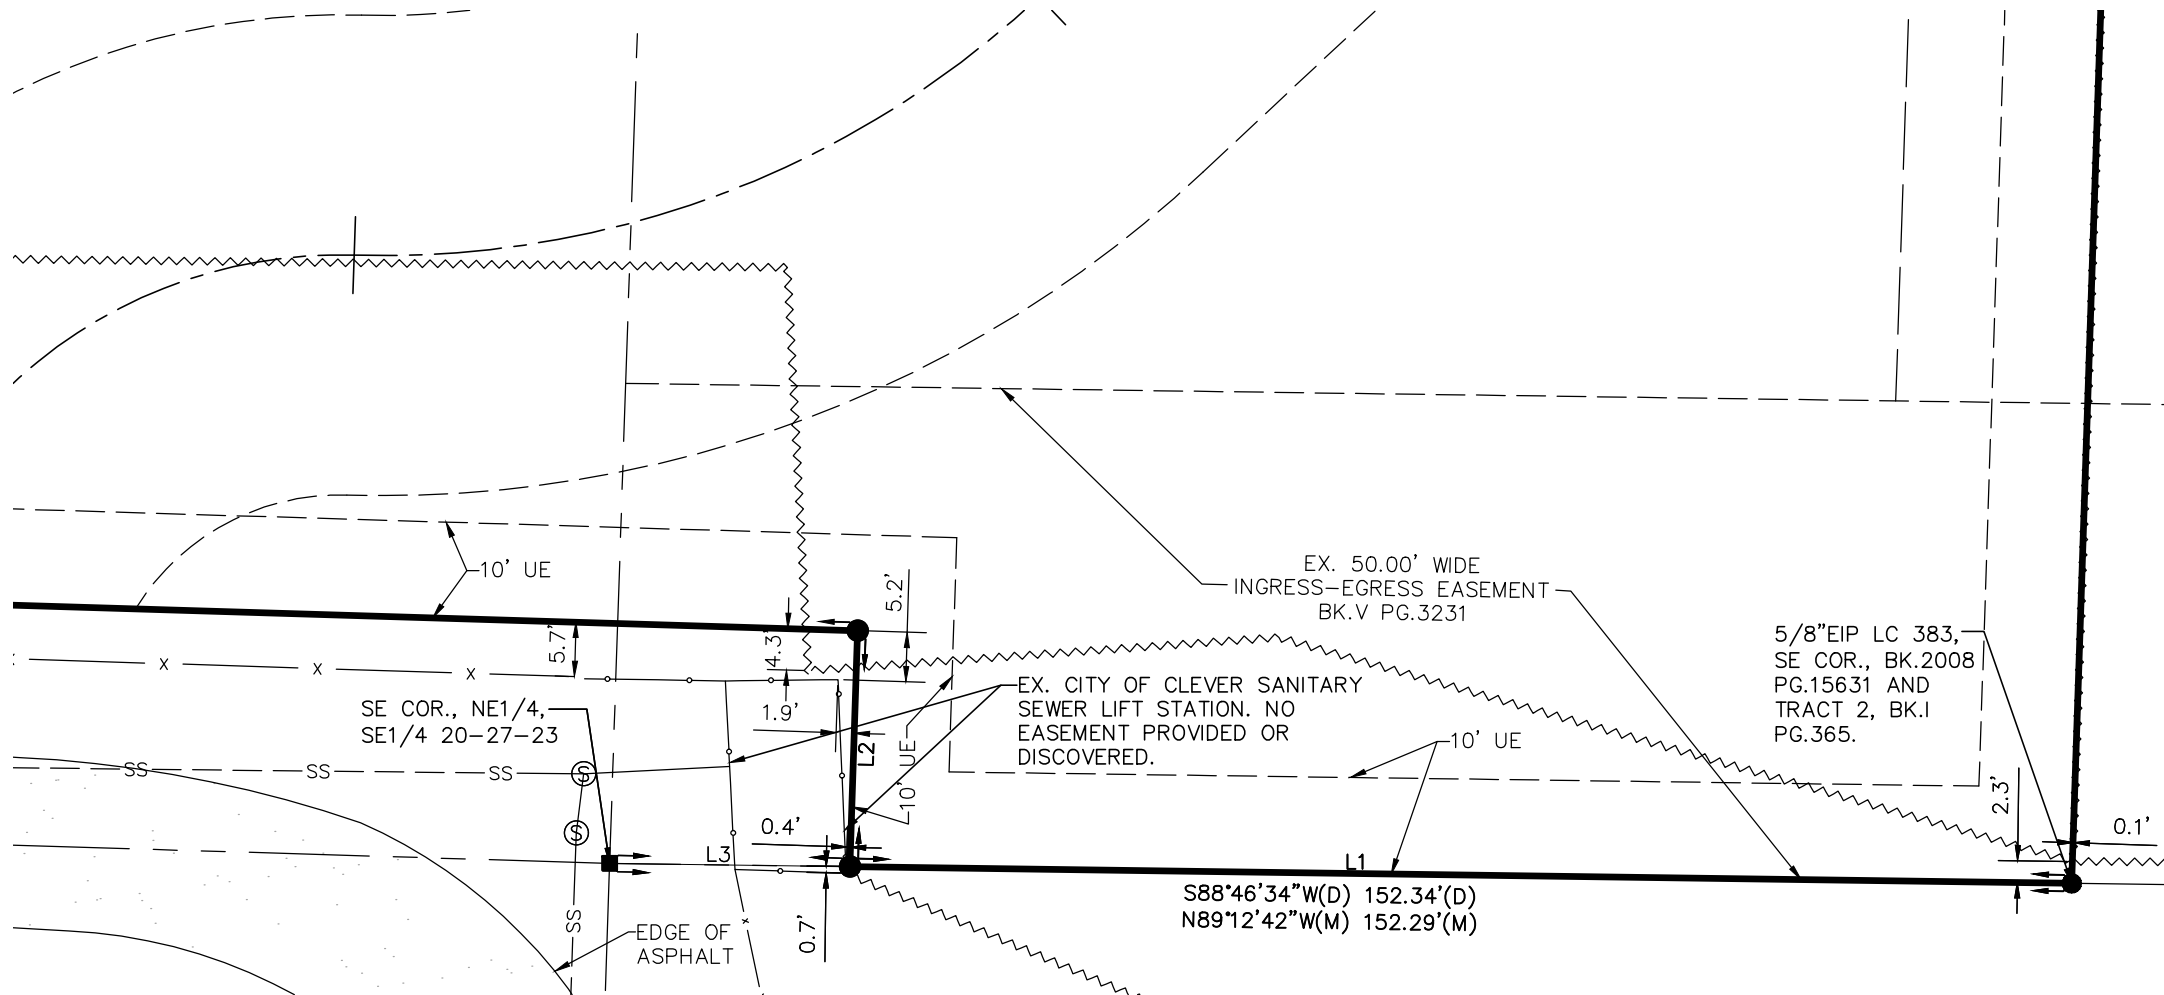 10' UE
EX. 50.00' WIDE
INGRESS-EGRESS EASEMENT
BK.V PG.3231
5.2'
5.7'
4.3'
5/8"EIP LC 383,
SE COR., BK.2008
PG.15631 AND
TRACT 2, BK.I
PG.365.
X
X
X
EX. CITY OF CLEVER SANITARY
SEWER LIFT STATION. NO
EASEMENT PROVIDED OR
DISCOVERED.
SE COR., NE1/4,
SE1/4 20-27-23
1.9'
L2
10' UE
10' UE
SS
SS
SS
S
S
2.3'
0.4'
0.1'
L3
L1
S88°46'34"W(D) 152.34'(D)
N89°12'42"W(M) 152.29'(M)
SS
x
0.7'
EDGE OF
ASPHALT